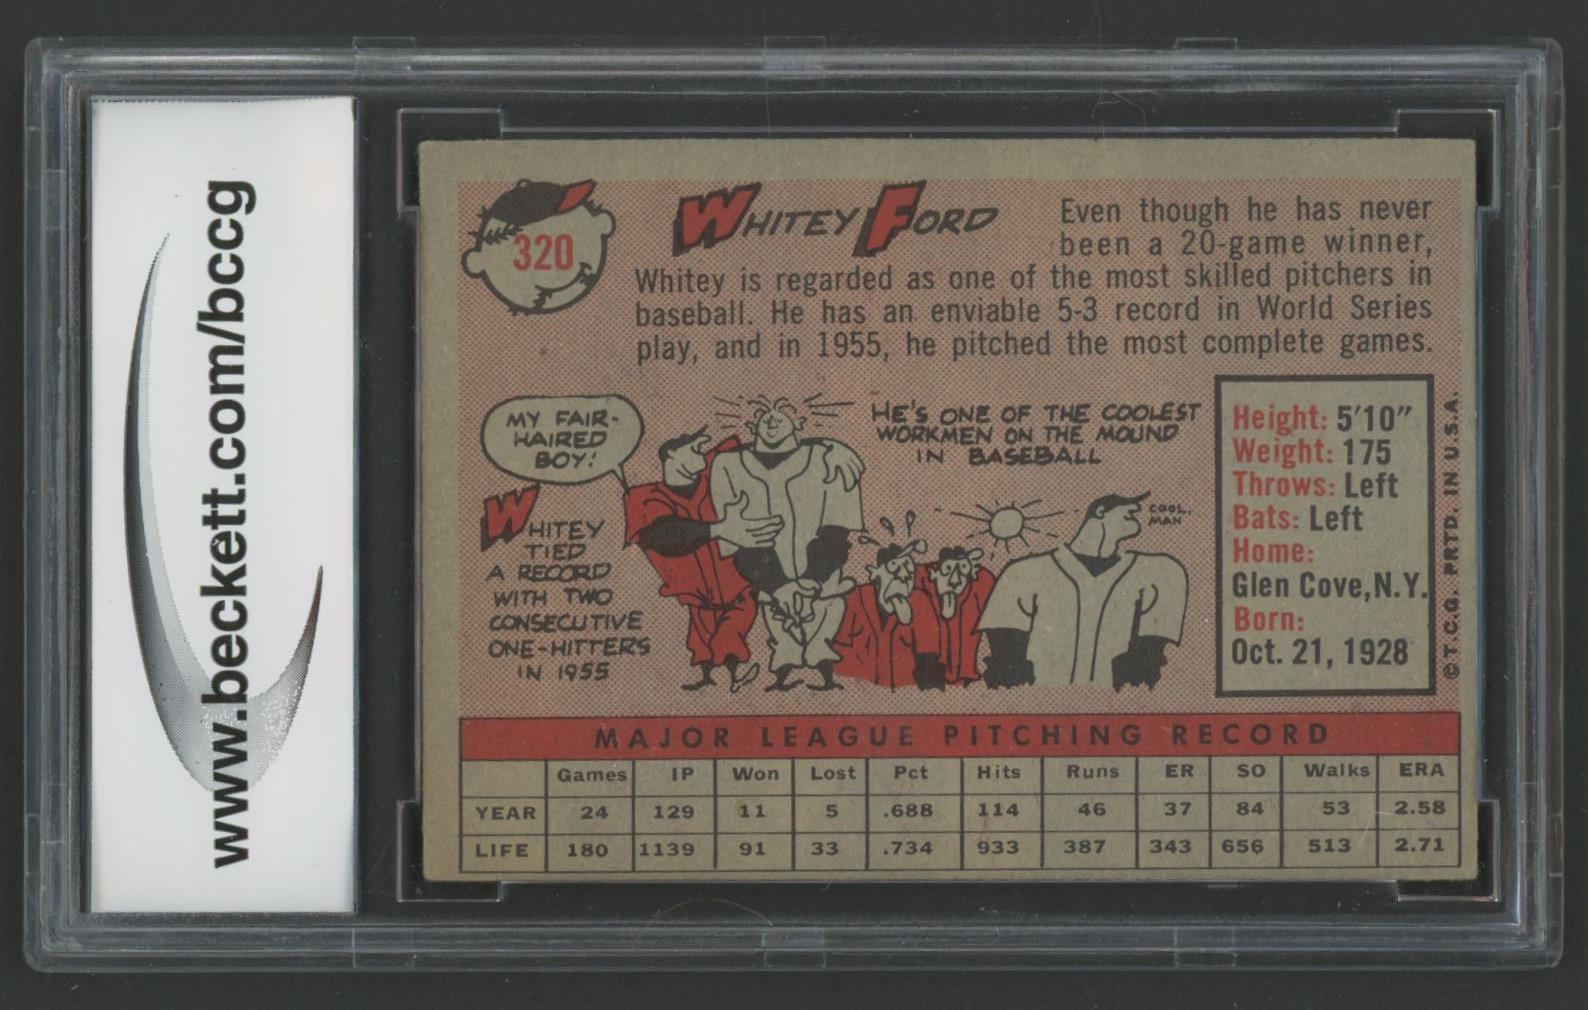 www.beckett.com/bccg
320
WHITEY FORD
Even though he has never
been a 20-game winner,
Whitey is regarded as one of the most skilled pitchers in
baseball. He has an enviable 5-3 record in World Series
play, and in 1955, he pitched the most complete games.
MY FAIR-
HAIRED
BOY!
WHITEY
TIED
A RECORD
WITH TWO
CONSECUTIVE
ONE-HITTERS
IN 1955
HE'S ONE OF THE COOLEST
WORKMEN ON THE MOUND
IN BASEBALL
COOL,
MAN
Height: 5'10"
Weight: 175
Throws: Left
Bats: Left
Home:
Glen Cove, N.Y.
Born:
Oct. 21, 1928
©T.C.G. PRTD. IN U.S.A.
MAJOR LEAGUE PITCHING RECORD
Games IP Won Lost Pct Hits Runs ER SO Walks ERA
YEAR 24 129 11 5 .688 114 46 37 84 53 2.58
LIFE 180 1139 91 33 .734 933 387 343 656 513 2.71